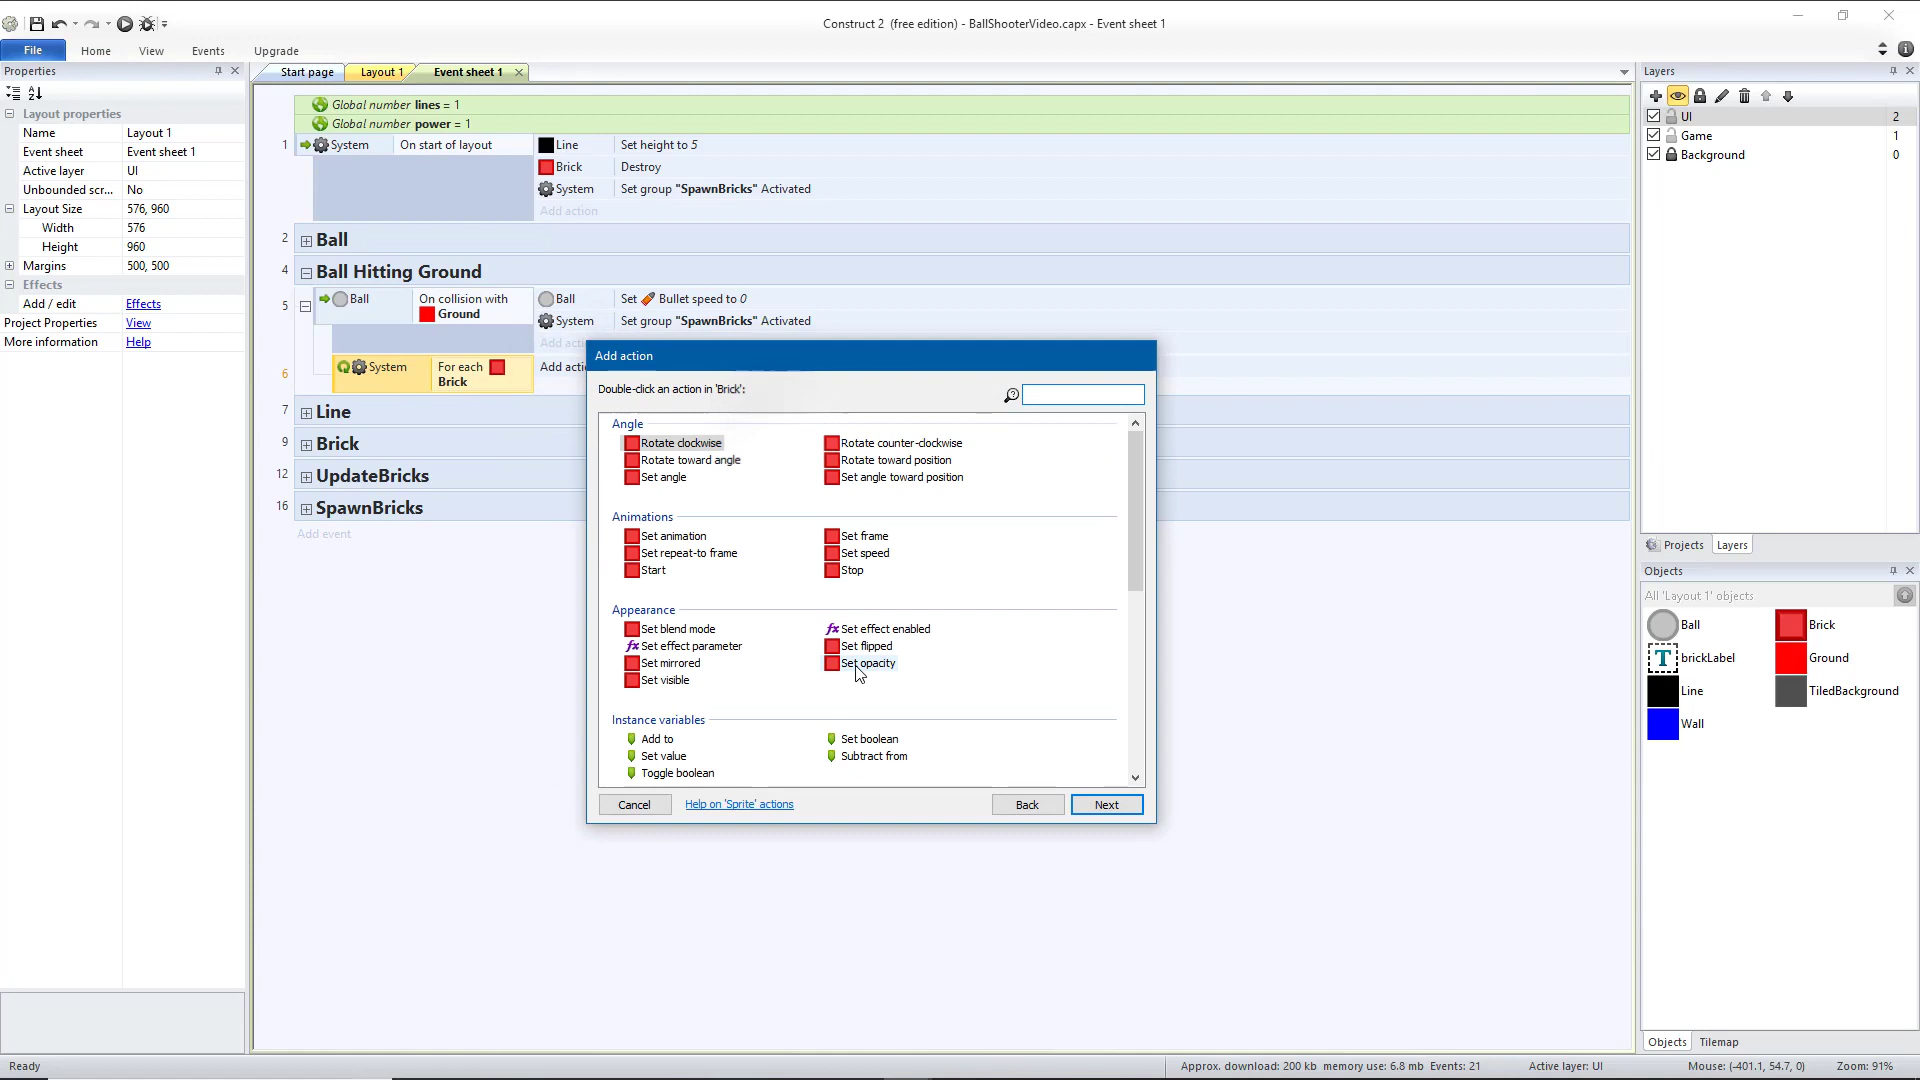 Construct 2 (free edition) - BallShooterVideo.capx - Event sheet 1
File Home View Events Upgrade
Properties
Start page Layout 1 Event sheet 1
Layout properties
Name Layout 1
Event sheet Event sheet 1
Active layer UI
Unbounded scr... No
Layout Size 576, 960
Width 576
Height 960
Margins 500, 500
Effects
Add / edit Effects
Project Properties View
More information Help
Global number lines = 1
Global number power = 1
1 System On start of layout Line Set height to 5
Brick Destroy
System Set group "SpawnBricks" Activated
Add action
2 Ball
4 Ball Hitting Ground
5 Ball On collision with Ground Ball Set Bullet speed to 0
System Set group "SpawnBricks" Activated
Add acti
6 System For each Brick Add acti
7 Line
9 Brick
12 UpdateBricks
16 SpawnBricks
Add event
Add action
Double-click an action in 'Brick':
Angle
Rotate clockwise Rotate counter-clockwise
Rotate toward angle Rotate toward position
Set angle Set angle toward position
Animations
Set animation Set frame
Set repeat-to frame Set speed
Start Stop
Appearance
Set blend mode Set effect enabled
Set effect parameter Set flipped
Set mirrored Set opacity
Set visible
Instance variables
Add to Set boolean
Set value Subtract from
Toggle boolean
Cancel Help on 'Sprite' actions Back Next
Layers
UI 2
Game 1
Background 0
Projects Layers
Objects
All 'Layout 1' objects
Ball Brick
brickLabel Ground
Line TiledBackground
Wall
Objects Tilemap
Ready Approx. download: 200 kb memory use: 6.8 mb Events: 21 Active layer: UI Mouse: (-401.1, 54.7, 0) Zoom: 91%